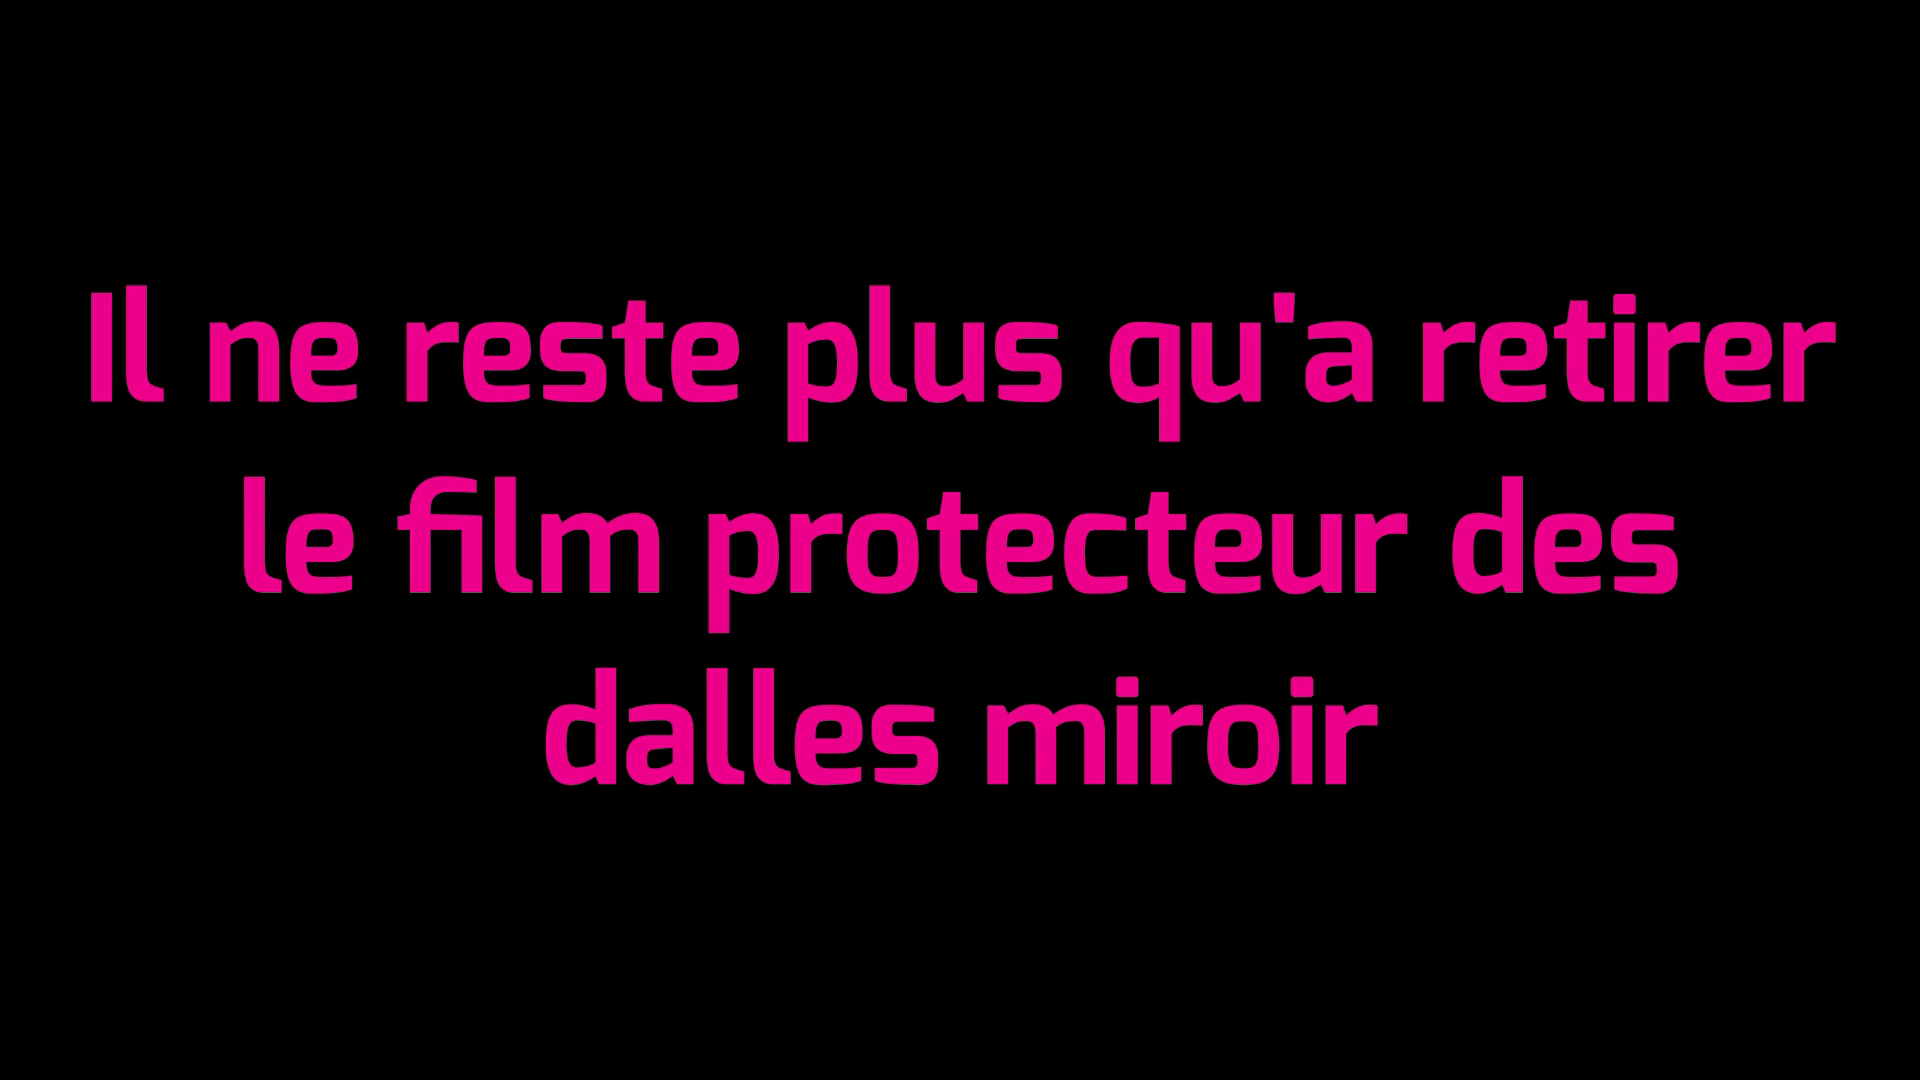 Il ne reste plus qu'a retirer
le film protecteur des
dalles miroir